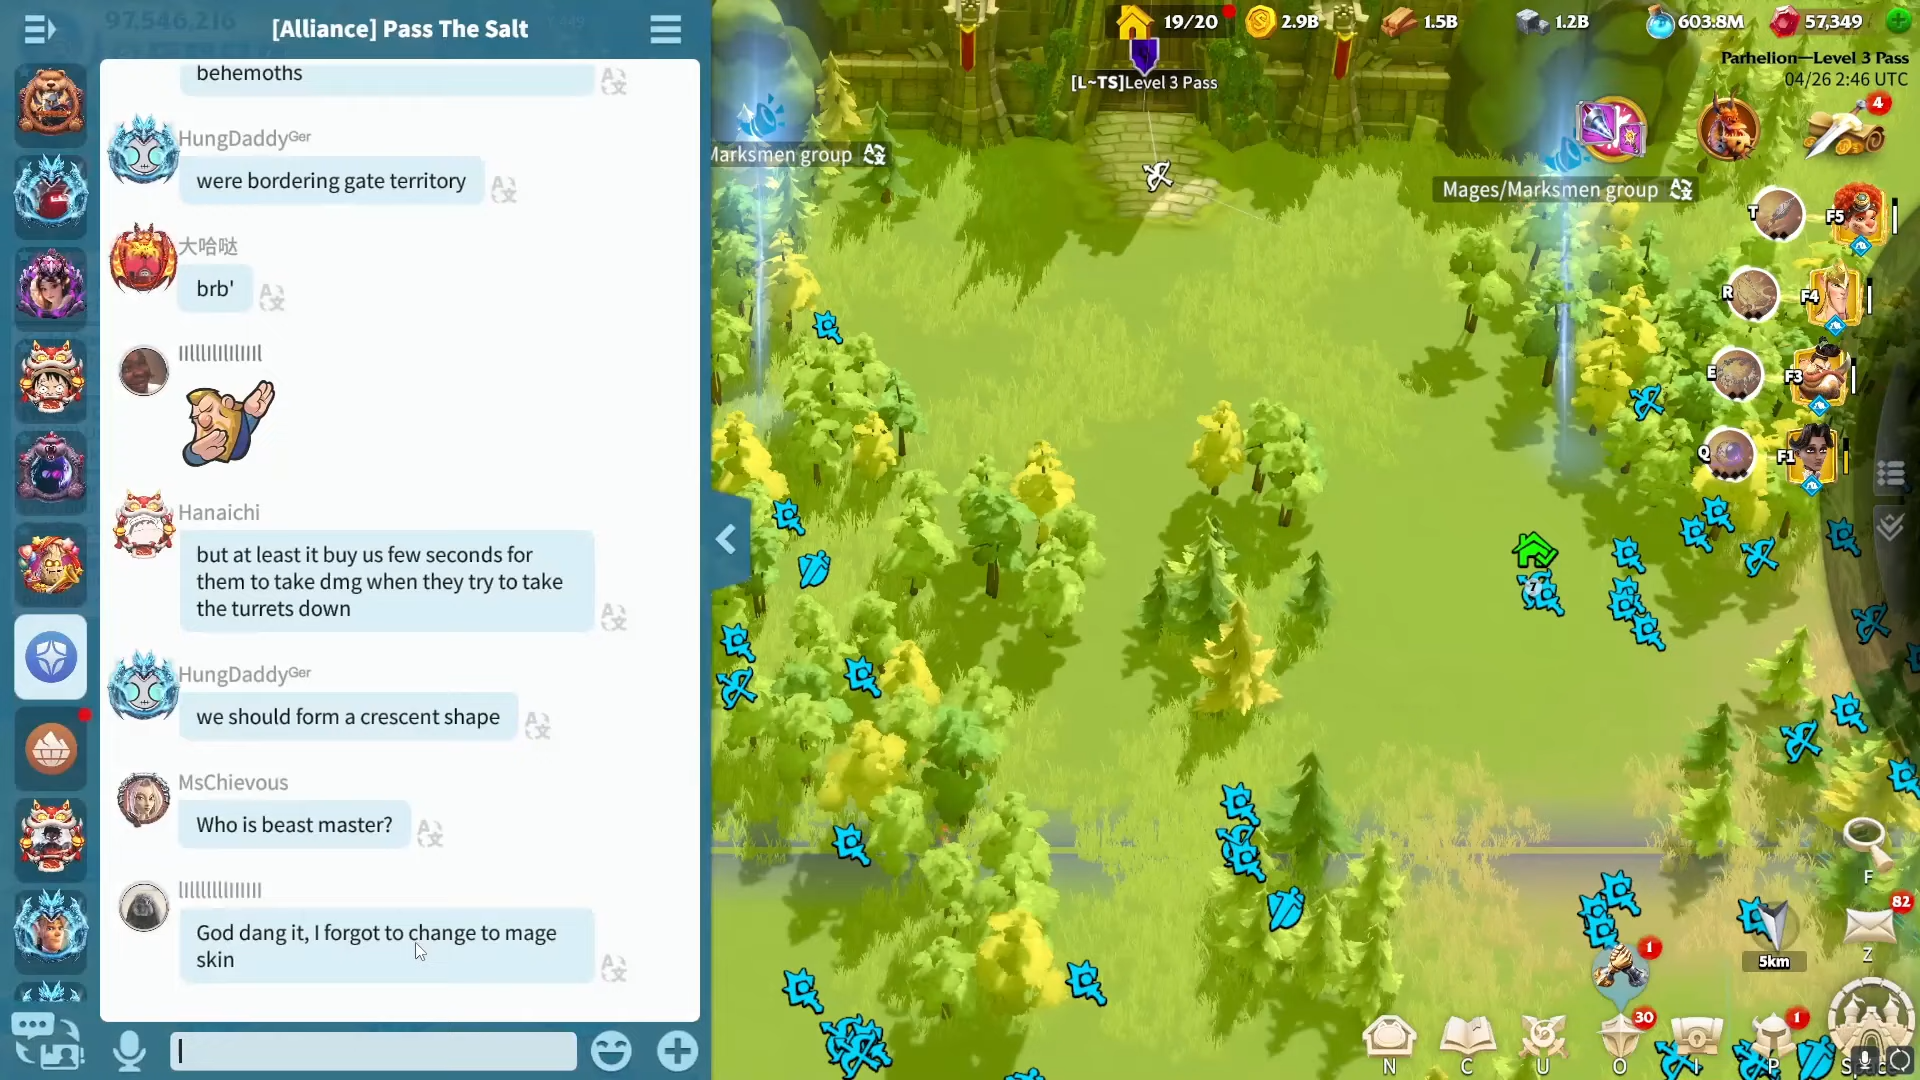 [Alliance] Pass The Salt
behemoths
HungDaddyᴳᵉʳ
were bordering gate territory
大哈哒
brb'
Hanaichi
but at least it buy us few seconds for
them to take dmg when they try to take
the turrets down
HungDaddyᴳᵉʳ
we should form a crescent shape
MsChievous
Who is beast master?
God dang it, I forgot to change to mage
skin
19/20
2.9B
1.5B
1.2B
603.8M
57,349
Parhelion—Level 3 Pass
04/26 2:46 UTC
[L~TS]Level 3 Pass
Marksmen group
Mages/Marksmen group
4
T
F5
R
F4
E
F3
Q
F1
7
F
82
Z
5km
1
30
1
N
C
U
O
I
P